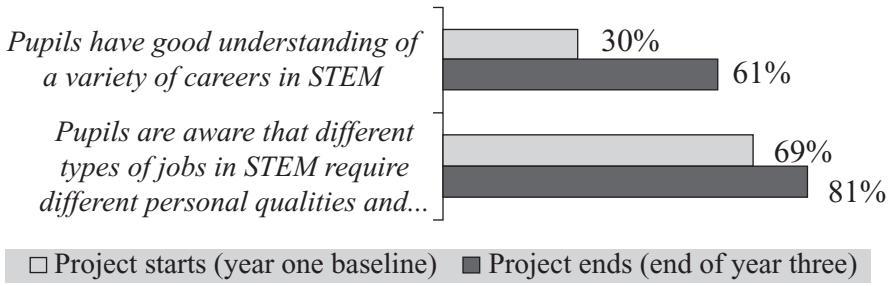 Pupils have good understanding of
a variety of careers in STEM
30%
61%
Pupils are aware that different
types of jobs in STEM require
different personal qualities and...
69%
81%
Project starts (year one baseline) Project ends (end of year three)